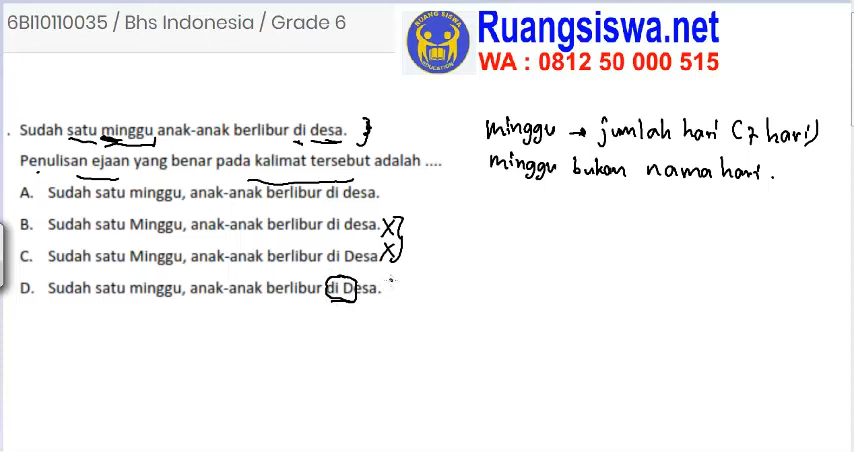 6BI10110035 / Bhs Indonesia / Grade 6
RUANG SISWA
EDUCATION
Ruangsiswa.net
WA : 0812 50 000 515
. Sudah satu minggu anak-anak berlibur di desa.
Penulisan ejaan yang benar pada kalimat tersebut adalah ....
A. Sudah satu minggu, anak-anak berlibur di desa.
B. Sudah satu Minggu, anak-anak berlibur di desa. X
C. Sudah satu Minggu, anak-anak berlibur di Desa. X
D. Sudah satu minggu, anak-anak berlibur di Desa.
minggu → jumlah hari (7 hari)
minggu bukan nama hari.